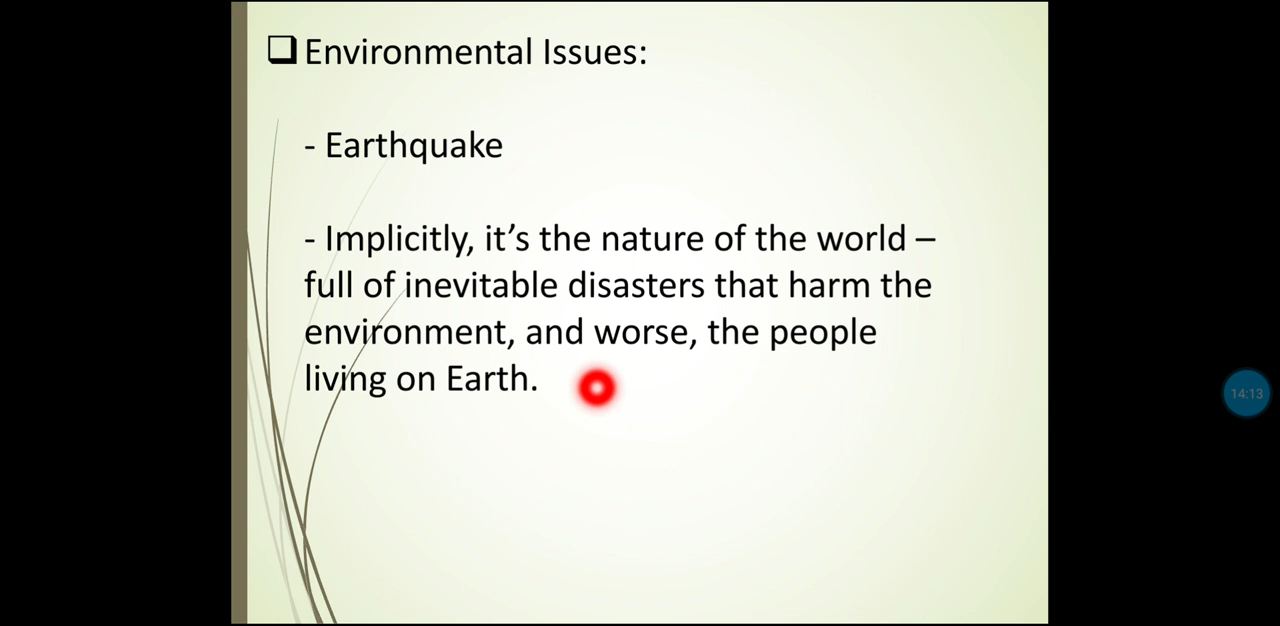 ❑ Environmental Issues:
- Earthquake
- Implicitly, it’s the nature of the world –
full of inevitable disasters that harm the
environment, and worse, the people
living on Earth.
14:13